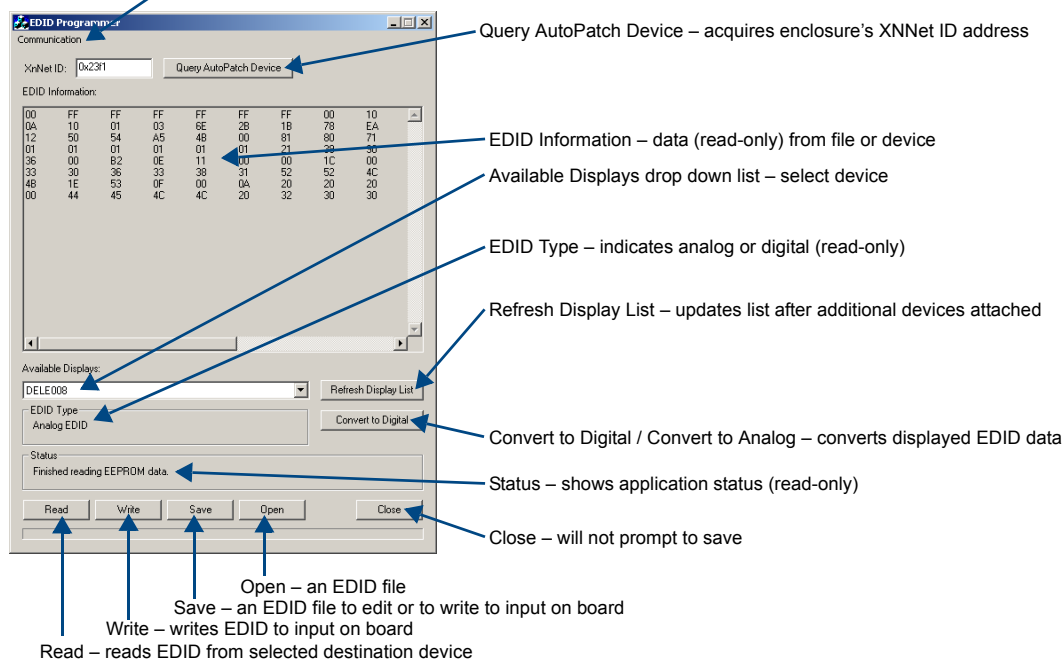 EDID Programmer
Communication
Query AutoPatch Device – acquires enclosure's XNNet ID address
XnNet ID: 0x23f1 Query AutoPatch Device
EDID Information:
00 FF FF FF FF FF FF 00 10
0A 10 01 03 6E 2B 1B 78 EA
12 50 54 A5 4B 00 81 80 71
01 01 01 01 01 01 21 39 30
EDID Information – data (read-only) from file or device
36 00 B2 0E 11 00 00 1C 00
33 30 36 33 38 31 52 52 4C
4B 1E 53 0F 00 0A 20 20 20
Available Displays drop down list – select device
00 44 45 4C 4C 20 32 30 30
EDID Type – indicates analog or digital (read-only)
Refresh Display List – updates list after additional devices attached
Available Displays:
DELE008 Refresh Display List
EDID Type
Analog EDID Convert to Digital
Convert to Digital / Convert to Analog – converts displayed EDID data
Status
Finished reading EEPROM data.
Status – shows application status (read-only)
Read Write Save Open Close
Close – will not prompt to save
Open – an EDID file
Save – an EDID file to edit or to write to input on board
Write – writes EDID to input on board
Read – reads EDID from selected destination device